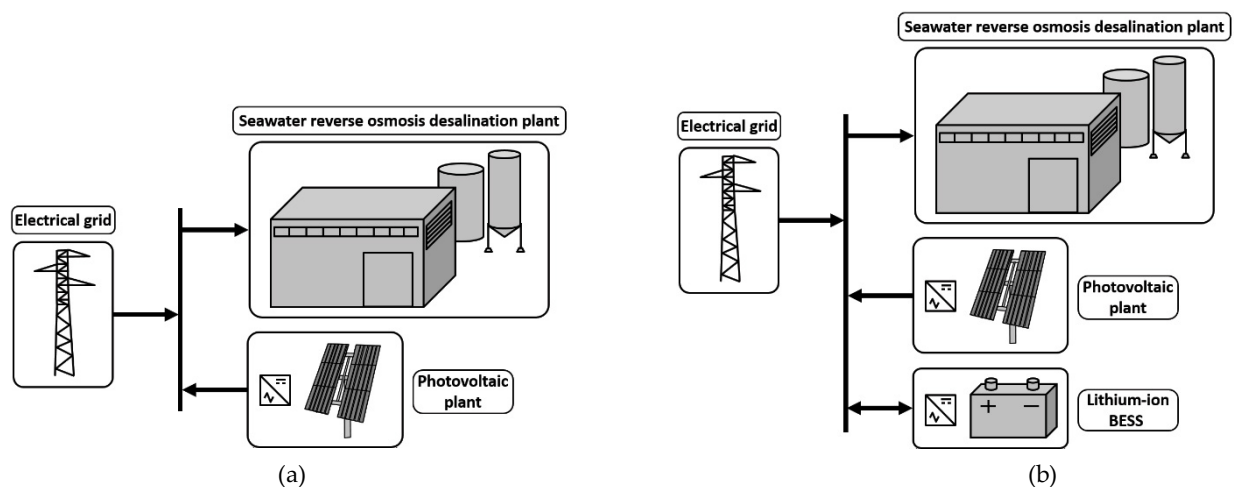 Seawater reverse osmosis desalination plant
Electrical grid
Photovoltaic
plant
(a)
Seawater reverse osmosis desalination plant
Electrical grid
Photovoltaic
plant
+ −
Lithium-ion
BESS
(b)